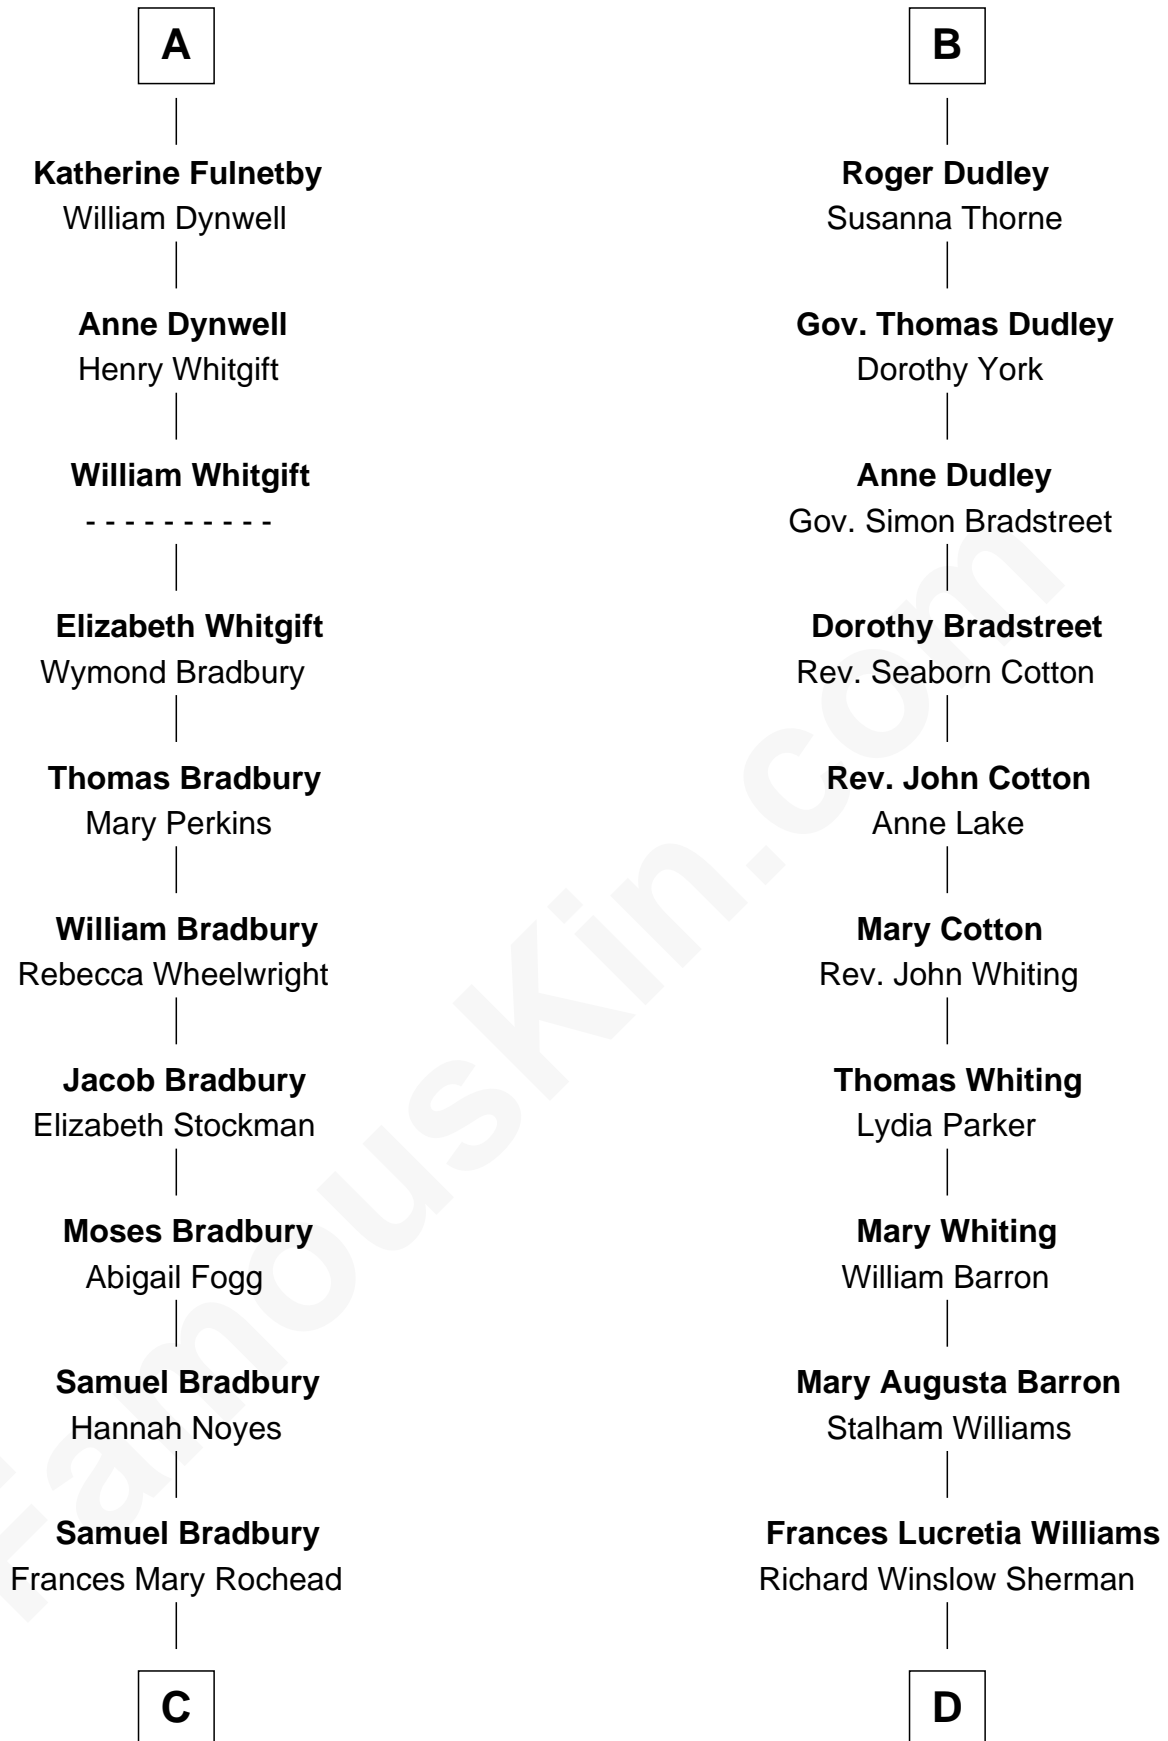 A
Katherine Fulnetby
William Dynwell
Anne Dynwell
Henry Whitgift
William Whitgift
- - - - - - - - - -
Elizabeth Whitgift
Wymond Bradbury
Thomas Bradbury
Mary Perkins
William Bradbury
Rebecca Wheelwright
Jacob Bradbury
Elizabeth Stockman
Moses Bradbury
Abigail Fogg
Samuel Bradbury
Hannah Noyes
Samuel Bradbury
Frances Mary Rochead
C
B
Roger Dudley
Susanna Thorne
Gov. Thomas Dudley
Dorothy York
Anne Dudley
Gov. Simon Bradstreet
Dorothy Bradstreet
Rev. Seaborn Cotton
Rev. John Cotton
Anne Lake
Mary Cotton
Rev. John Whiting
Thomas Whiting
Lydia Parker
Mary Whiting
William Barron
Mary Augusta Barron
Stalham Williams
Frances Lucretia Williams
Richard Winslow Sherman
D
FamousKin.com